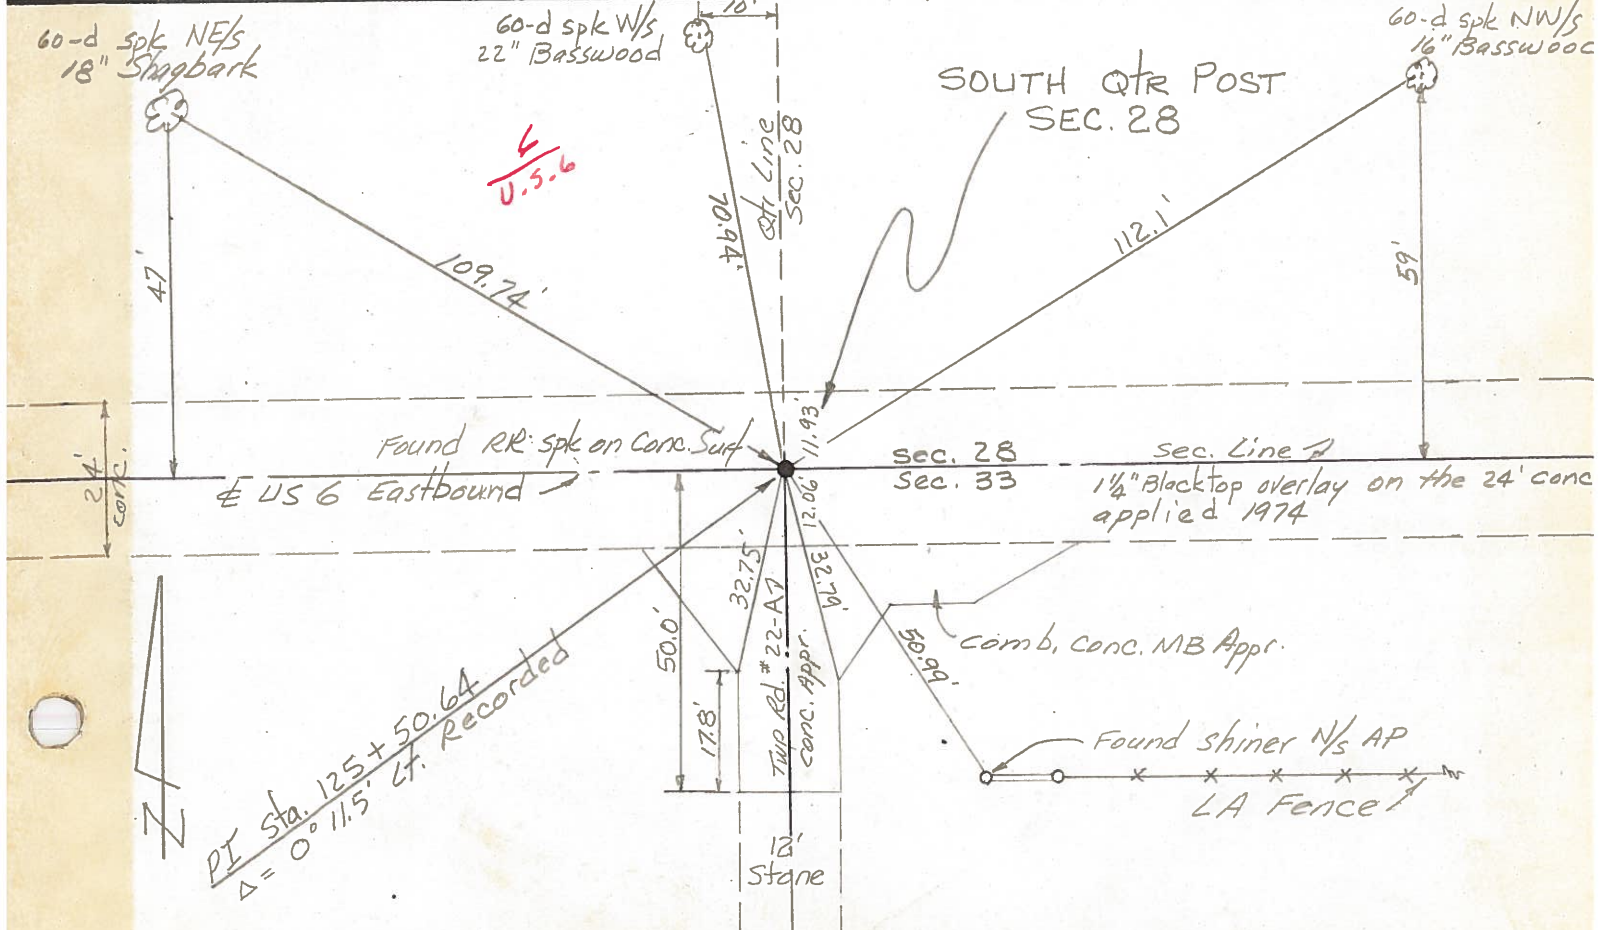 10'
60-d spk NE/s
18" Shagbark
60-d spk W/s
22" Basswood
60-d spk NW/s
16" Basswood
SOUTH Qtr POST
SEC. 28
6
U.S.6
Qtr Line
Sec. 28
70.94'
109.74'
112.1'
47'
59'
24'
conc.
Found RR. spk on Conc. Surf
11.93'
Sec. 28
Sec. 33
Sec. Line
℄ US 6 Eastbound
12.06'
1¼" Blacktop overlay on the 24' conc
applied 1974
32.75'
32.79'
50.0'
17.8'
Twp Rd. #22-AT
Conc. Appr.
50.99'
Comb. Conc. MB Appr.
PI Sta. 125+50.64
Δ = 0° 11.5' Lt. Recorded
Found shiner N/s AP
LA Fence
N
12'
Stone